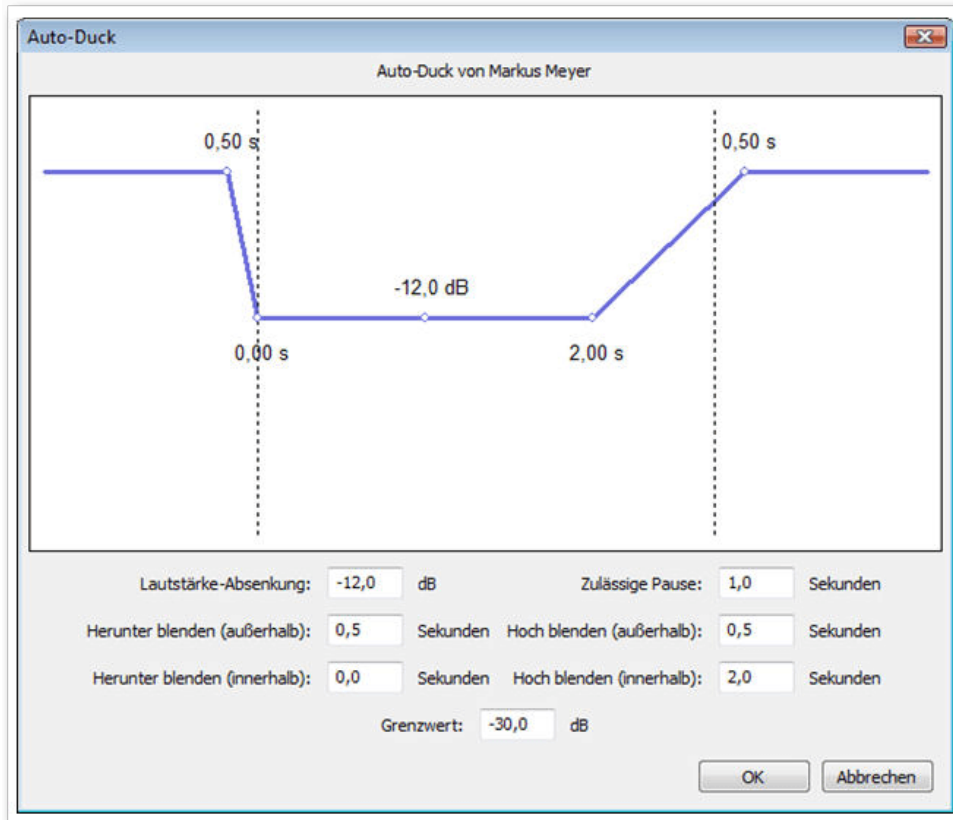 Auto-Duck
Auto-Duck von Markus Meyer
0,50 s 0,50 s
-12,0 dB
0,00 s 2,00 s
Lautstärke-Absenkung: -12,0 dB Zulässige Pause: 1,0 Sekunden
Herunter blenden (außerhalb): 0,5 Sekunden Hoch blenden (außerhalb): 0,5 Sekunden
Herunter blenden (innerhalb): 0,0 Sekunden Hoch blenden (innerhalb): 2,0 Sekunden
Grenzwert: -30,0 dB
OK Abbrechen